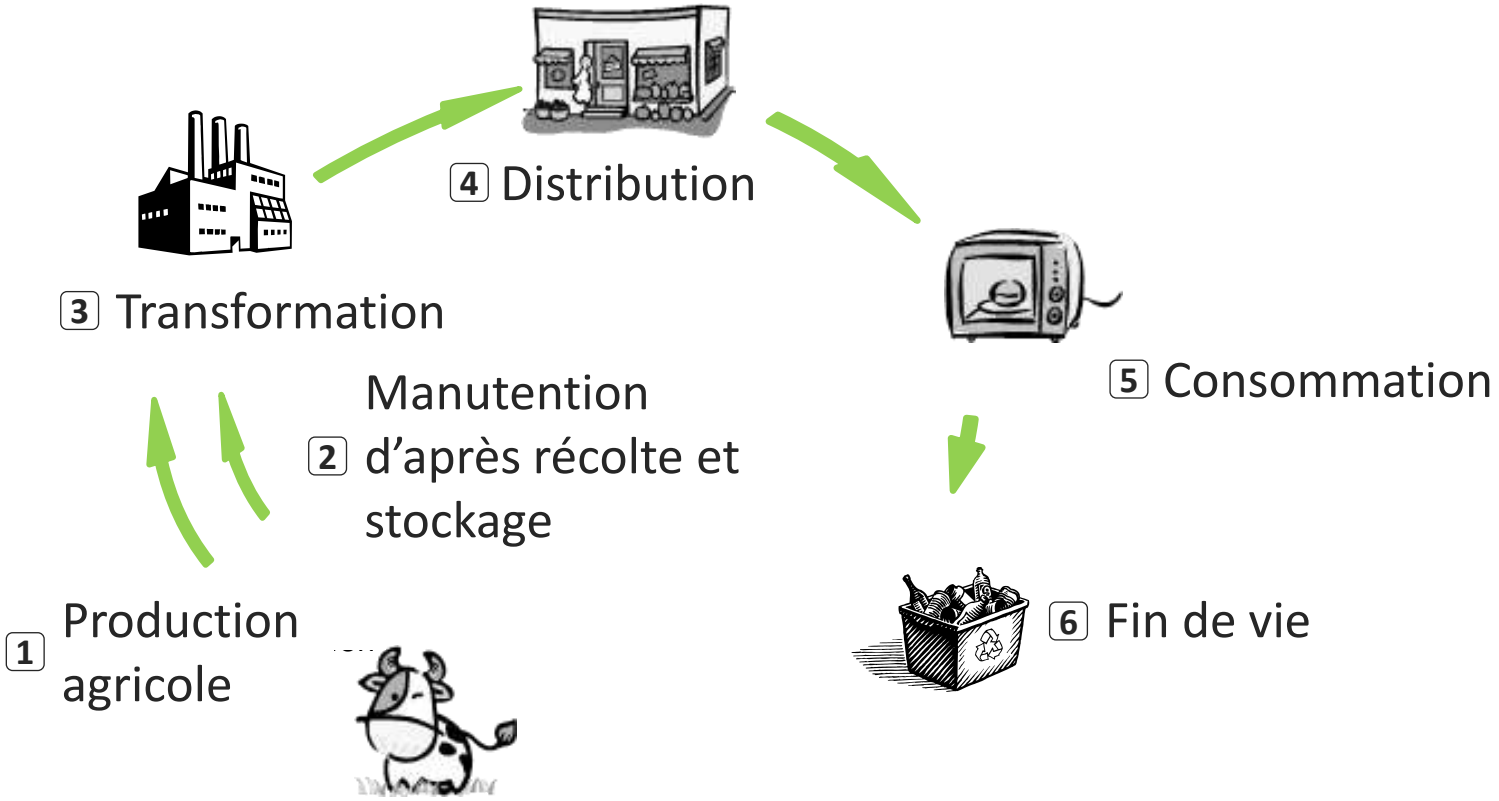 1 Production
agricole
2 Manutention
d’après récolte et
stockage
3 Transformation
4 Distribution
5 Consommation
6 Fin de vie